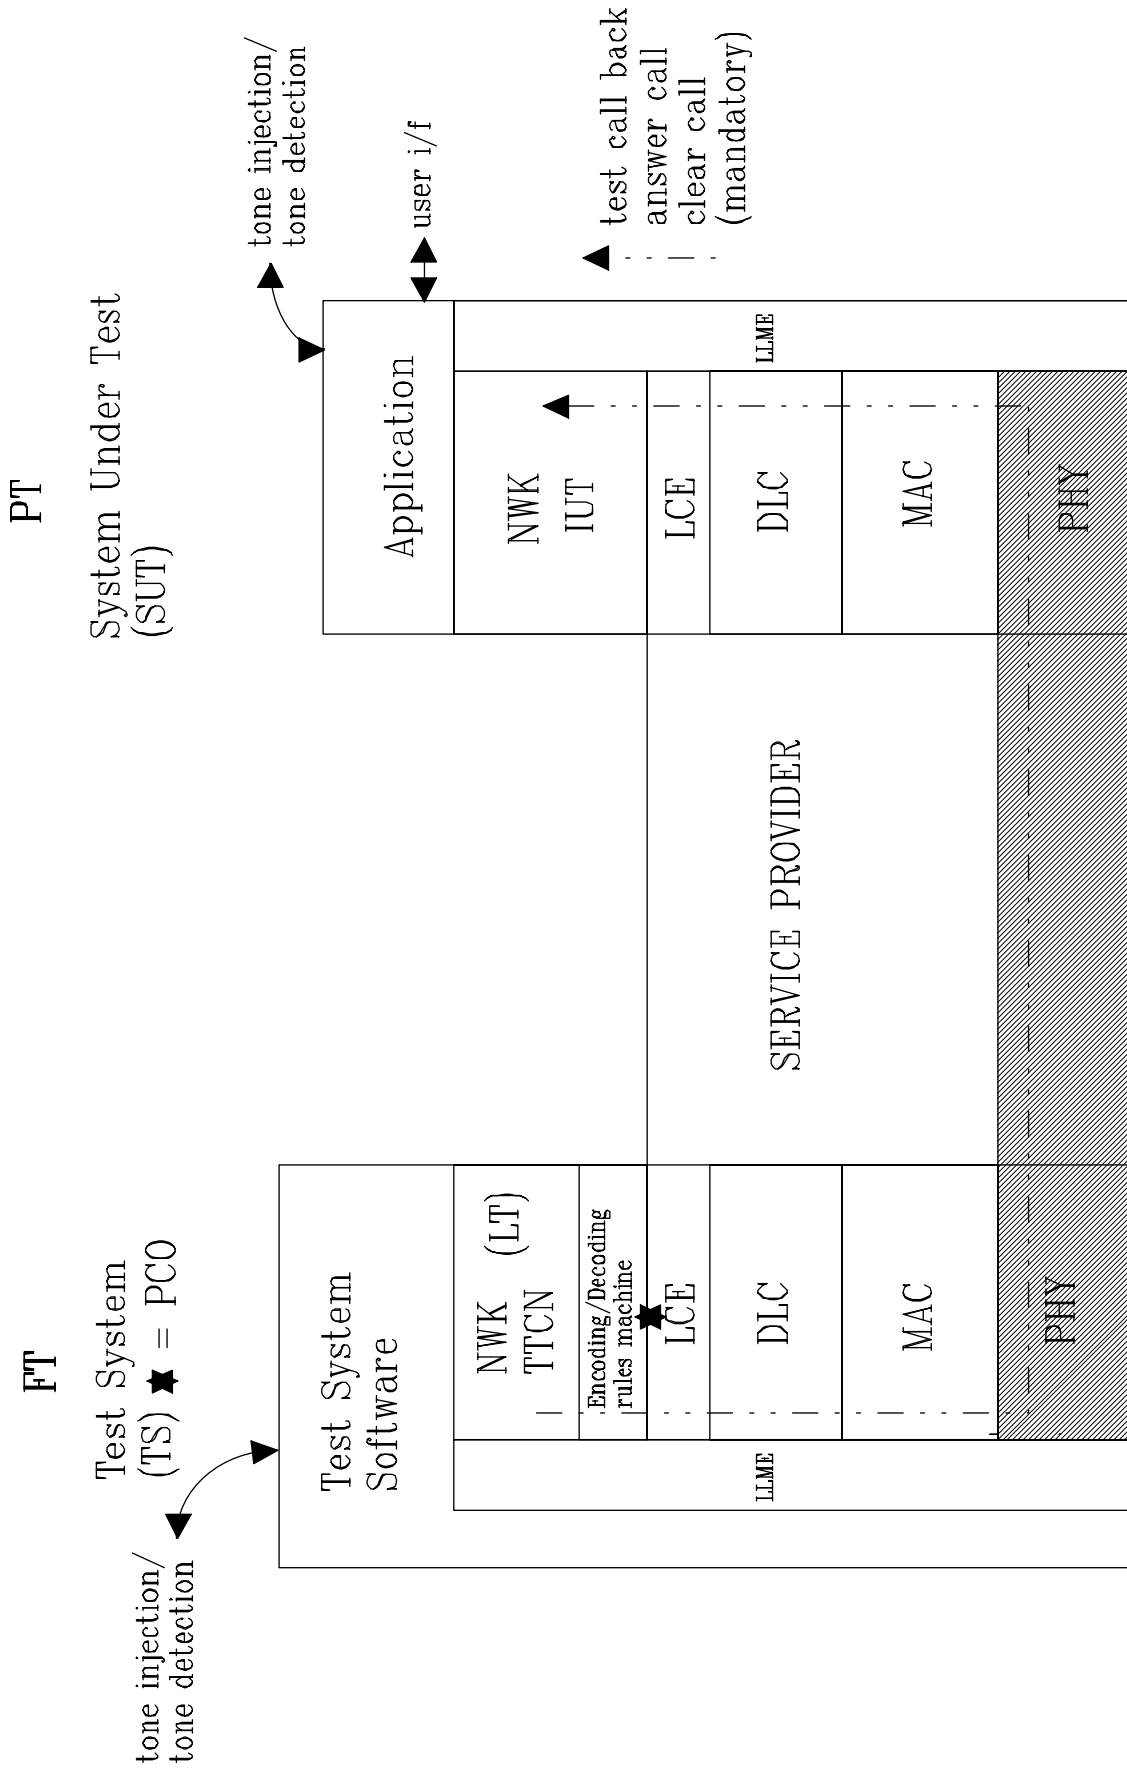 FT
PT
Test System
(TS) = PCO
System Under Test
(SUT)
tone injection/
tone detection
tone injection/
tone detection
Test System
Software
Application
user i/f
NWK (LT)
TTCN
NWK
IUT
Encoding/Decoding
rules machine
test call back
answer call
clear call
(mandatory)
LCE
LCE
LLME
DLC
SERVICE PROVIDER
DLC
LLME
MAC
MAC
PHY
PHY